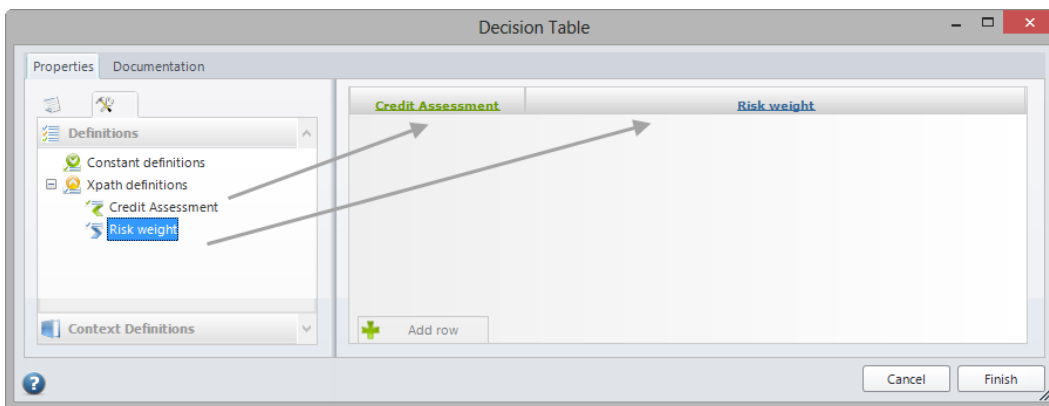 Decision Table
Properties Documentation
Definitions
Constant definitions
Xpath definitions
Credit Assessment
Risk weight
Context Definitions
Credit Assessment Risk weight
Add row
Cancel Finish